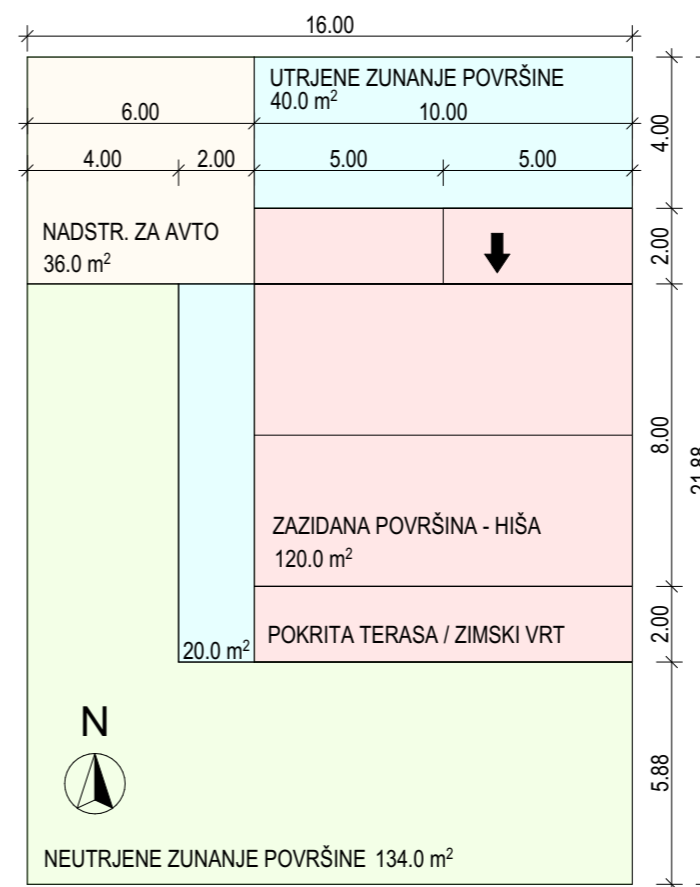 16.00
UTRJENE ZUNANJE POVRŠINE
40.0 m²
6.00
10.00
4.00
4.00
2.00
5.00
5.00
NADSTR. ZA AVTO
36.0 m²
2.00
8.00
21.88
ZAZIDANA POVRŠINA - HIŠA
120.0 m²
2.00
20.0 m²
POKRITA TERASA / ZIMSKI VRT
N
5.88
NEUTRJENE ZUNANJE POVRŠINE 134.0 m²